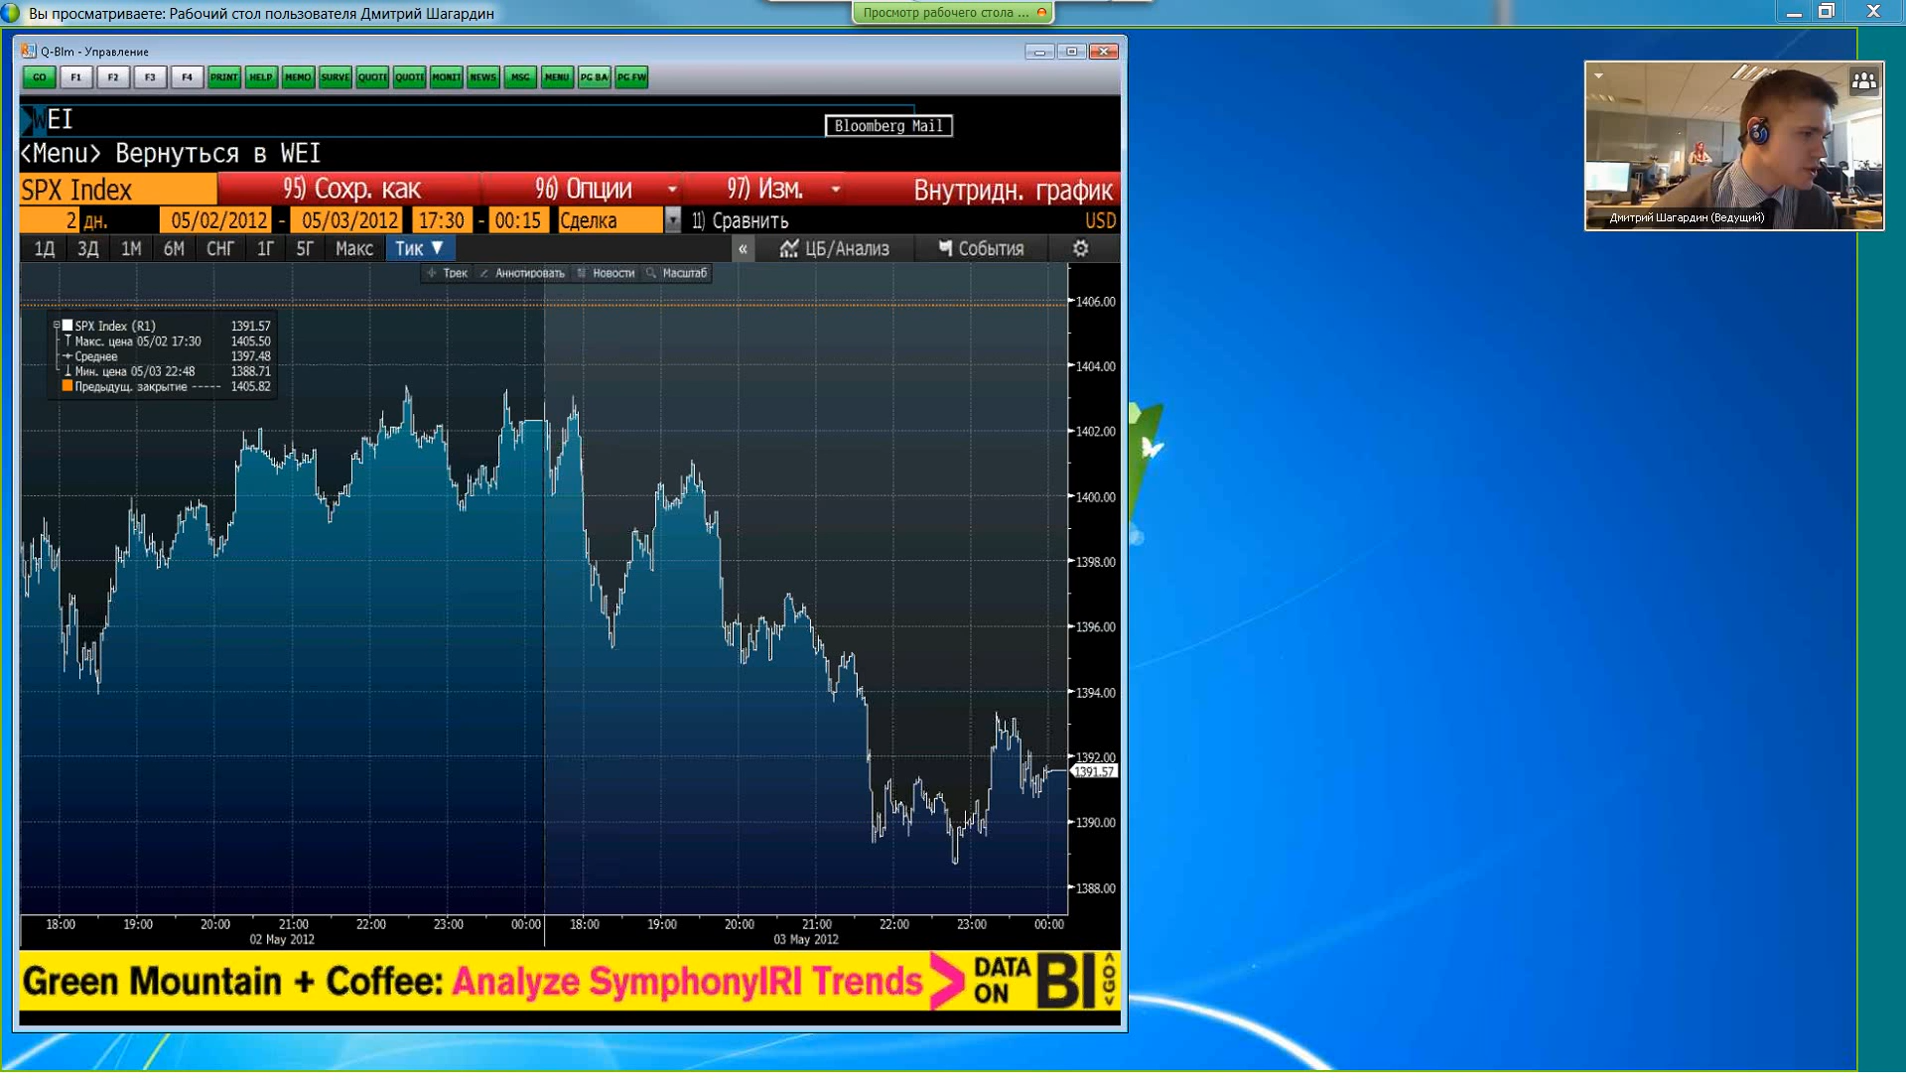 Вы просматриваете: Рабочий стол пользователя Дмитрий Шагардин
Просмотр рабочего стола ...
Q-Blm - Управление
GO F1 F2 F3 F4 PRINT HELP MEMO SURVE QUOTE QUOTE MONIT NEWS MSG MENU PG BA PG FW
WEI
Bloomberg Mail
<Menu> Вернуться в WEI
SPX Index 95) Сохр. как 96) Опции 97) Изм. Внутридн. график
2 дн. 05/02/2012 - 05/03/2012 17:30 - 00:15 Сделка 11) Сравнить USD
1Д 3Д 1М 6М СНГ 1Г 5Г Макс Тик ▼ « ЦБ/Анализ События
Трек Аннотировать Новости Масштаб
SPX Index (R1) 1391.57
Макс. цена 05/02 17:30 1405.50
Среднее 1397.48
Мин. цена 05/03 22:48 1388.71
Предыдущ. закрытие ----- 1405.82
1406.00
1404.00
1402.00
1400.00
1398.00
1396.00
1394.00
1392.00
1391.57
1390.00
1388.00
18:00 19:00 20:00 21:00 22:00 23:00 00:00 18:00 19:00 20:00 21:00 22:00 23:00 00:00
02 May 2012 03 May 2012
Green Mountain + Coffee: Analyze SymphonyIRI Trends DATA ON BI <GO>
Дмитрий Шагардин (Ведущий)